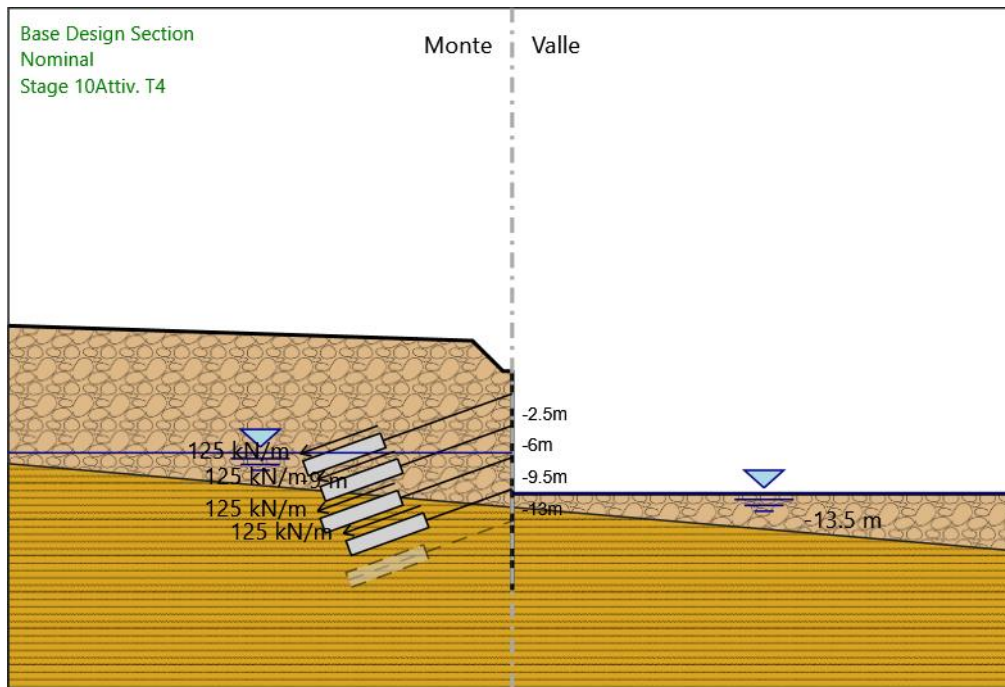 Base Design Section
Nominal
Stage 10Attiv. T4
Monte
Valle
-2.5m
-6m
125 kN/m
-9.5m
125 kN/m
-9 m
-13m
125 kN/m
-13.5 m
125 kN/m